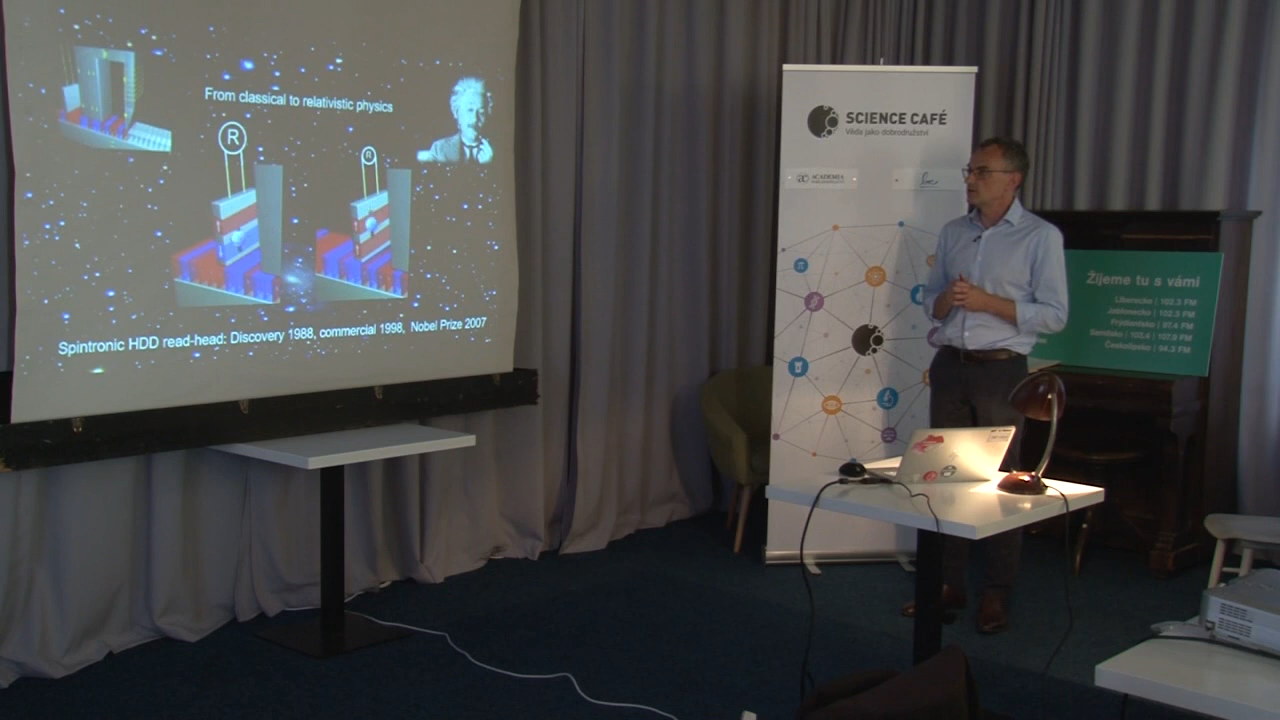 From classical to relativistic physics
R
R
Spintronic HDD read-head: Discovery 1988, commercial 1998, Nobel Prize 2007
SCIENCE CAFÉ
Věda jako dobrodružství
ACADEMIA
Žijeme tu s vámi
Liberecko | 102.3 FM
Jablonecko | 102.3 FM
Frýdlantsko | 97.4 FM
Semilsko | 103.4 | 107.9 FM
Českolipsko | 94.3 FM